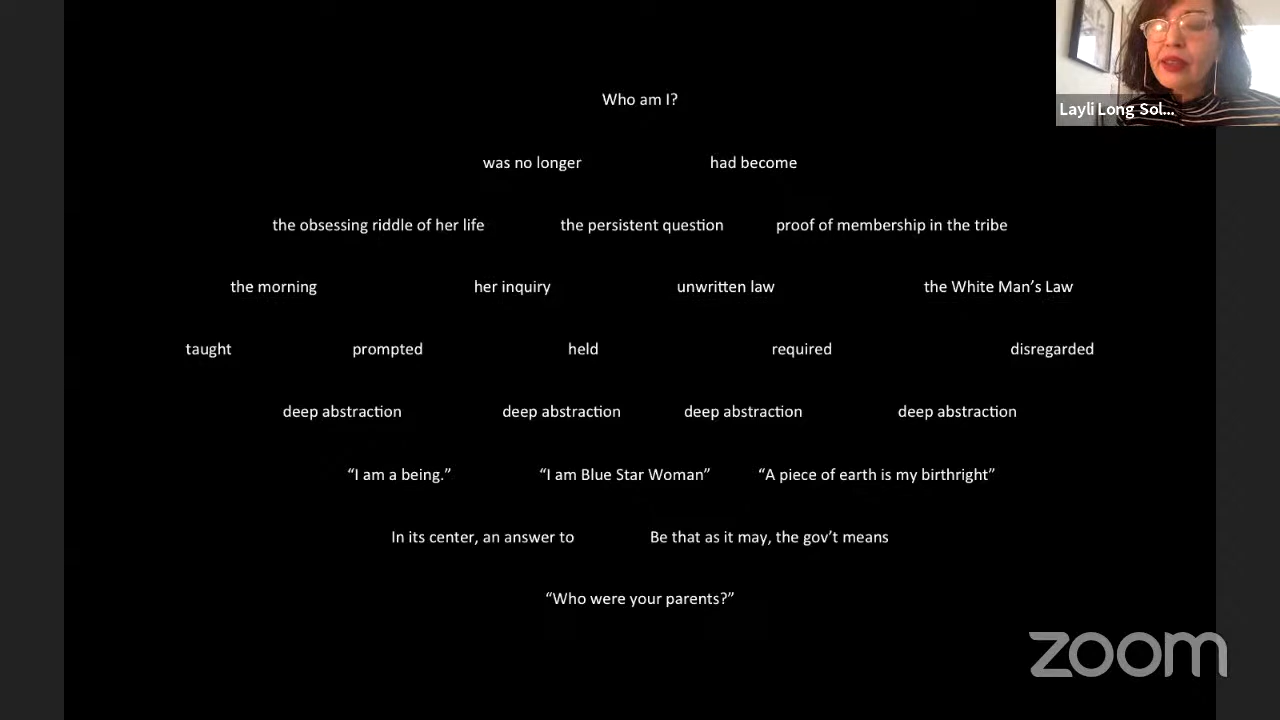 Who am I?
was no longer had become
the obsessing riddle of her life the persistent question proof of membership in the tribe
the morning her inquiry unwritten law the White Man’s Law
taught prompted held required disregarded
deep abstraction deep abstraction deep abstraction deep abstraction
“I am a being.” “I am Blue Star Woman” “A piece of earth is my birthright”
In its center, an answer to Be that as it may, the gov’t means
“Who were your parents?”
Layli Long Sol...
zoom